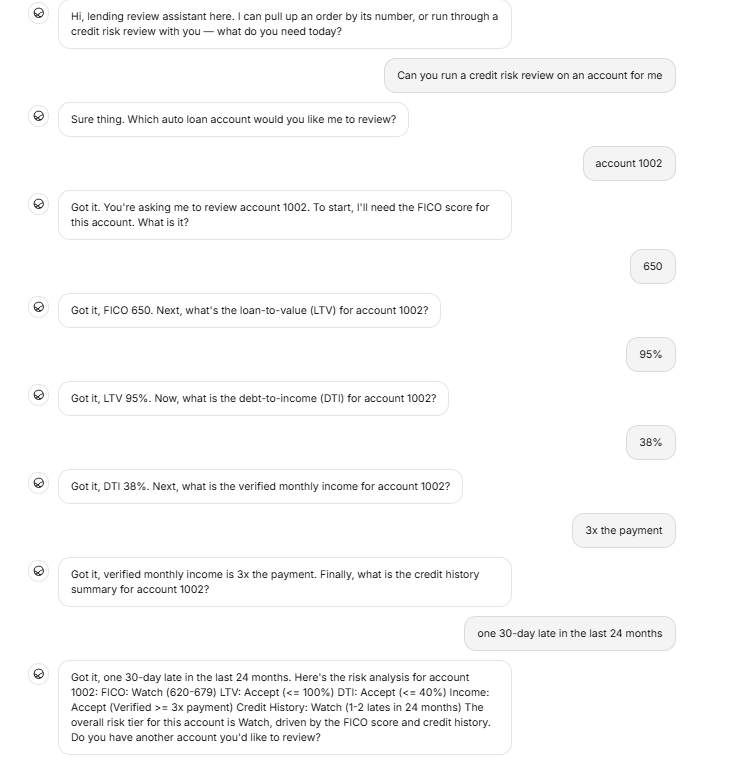 Hi, lending review assistant here. I can pull up an order by its number, or run through a
credit risk review with you — what do you need today?
Can you run a credit risk review on an account for me
Sure thing. Which auto loan account would you like me to review?
account 1002
Got it. You're asking me to review account 1002. To start, I'll need the FICO score for
this account. What is it?
650
Got it, FICO 650. Next, what's the loan-to-value (LTV) for account 1002?
95%
Got it, LTV 95%. Now, what is the debt-to-income (DTI) for account 1002?
38%
Got it, DTI 38%. Next, what is the verified monthly income for account 1002?
3x the payment
Got it, verified monthly income is 3x the payment. Finally, what is the credit history
summary for account 1002?
one 30-day late in the last 24 months
Got it, one 30-day late in the last 24 months. Here's the risk analysis for account
1002: FICO: Watch (620-679) LTV: Accept (<= 100%) DTI: Accept (<= 40%) Income:
Accept (Verified >= 3x payment) Credit History: Watch (1-2 lates in 24 months) The
overall risk tier for this account is Watch, driven by the FICO score and credit history.
Do you have another account you'd like to review?